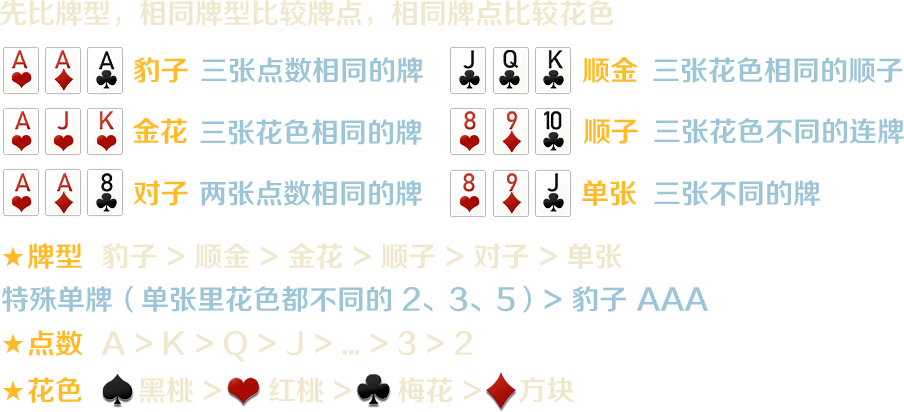 先比牌型，相同牌型比较牌点，相同牌点比较花色
A A A 豹子 三张点数相同的牌 J Q K 顺金 三张花色相同的顺子
A J K 金花 三张花色相同的牌 8 9 10 顺子 三张花色不同的连牌
A A 8 对子 两张点数相同的牌 8 9 J 单张 三张不同的牌
★牌型 豹子 > 顺金 > 金花 > 顺子 > 对子 > 单张
特殊单牌（单张里花色都不同的 2、3、5）> 豹子 AAA
★点数 A > K > Q > J > ... > 3 > 2
★花色 ♠黑桃 > ♥红桃 > ♣梅花 > ♦方块